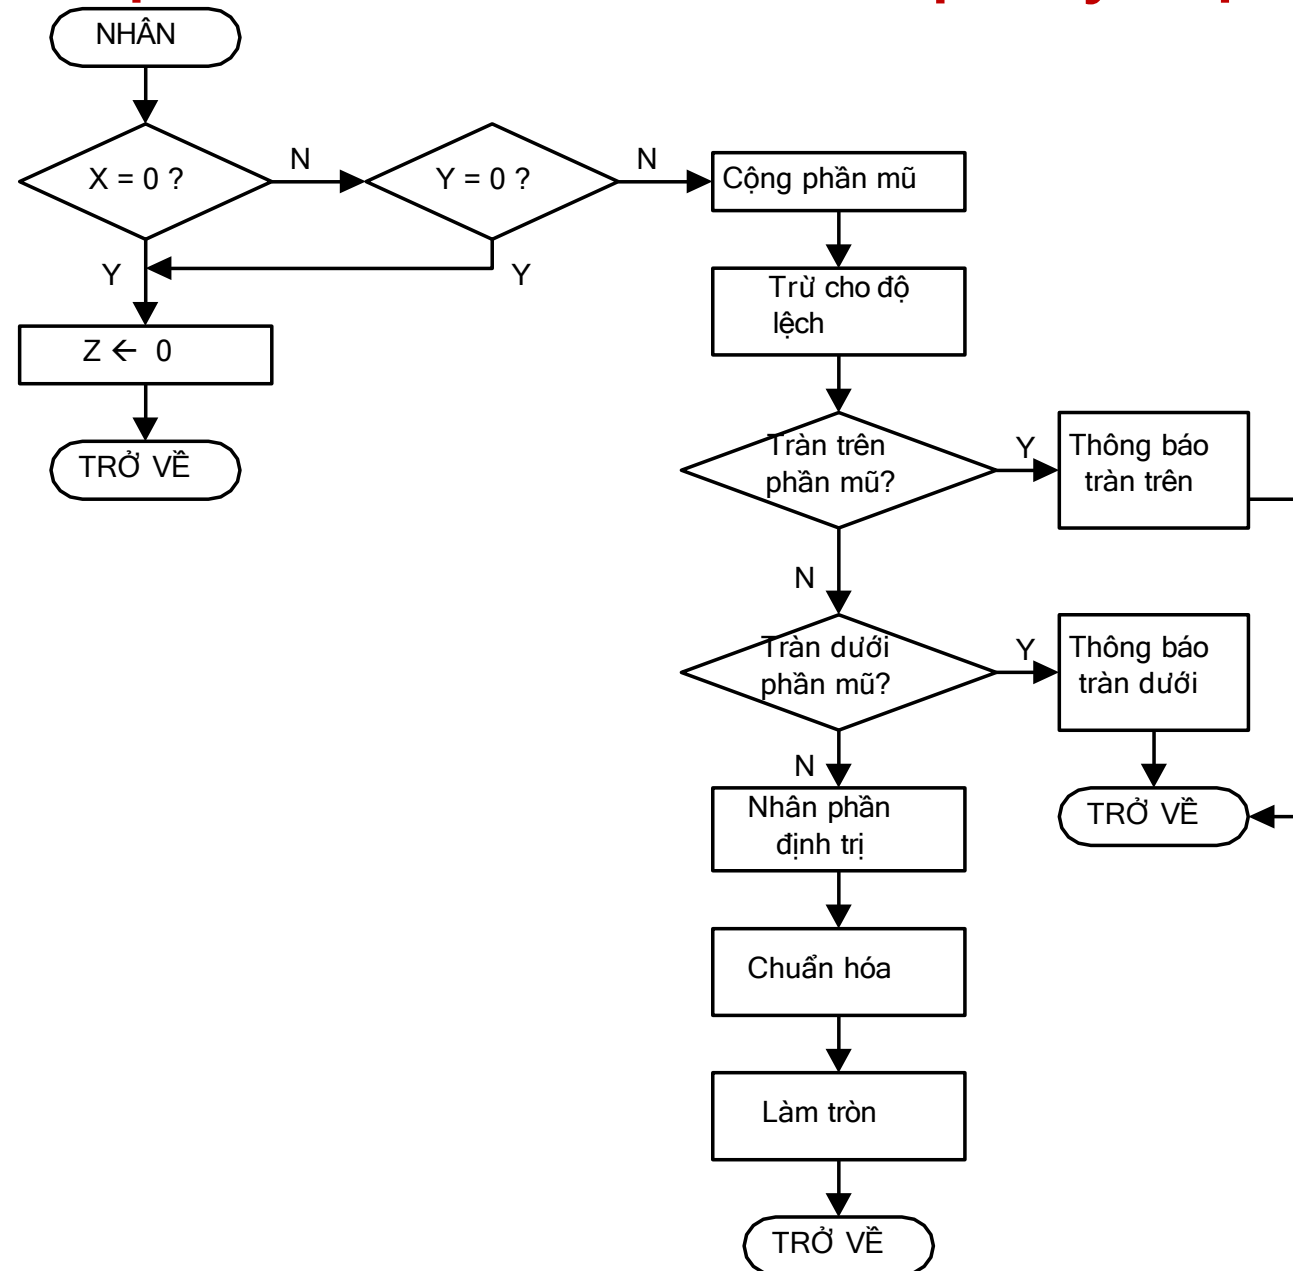 NHÂN
X = 0 ?
N
Y = 0 ?
N
Cộng phần mũ
Y
Y
Trừ cho độ
lệch
Z ← 0
TRỞ VỀ
Tràn trên
phần mũ?
Y
Thông báo
tràn trên
N
Tràn dưới
phần mũ?
Y
Thông báo
tràn dưới
N
Nhân phần
định trị
TRỞ VỀ
Chuẩn hóa
Làm tròn
TRỞ VỀ